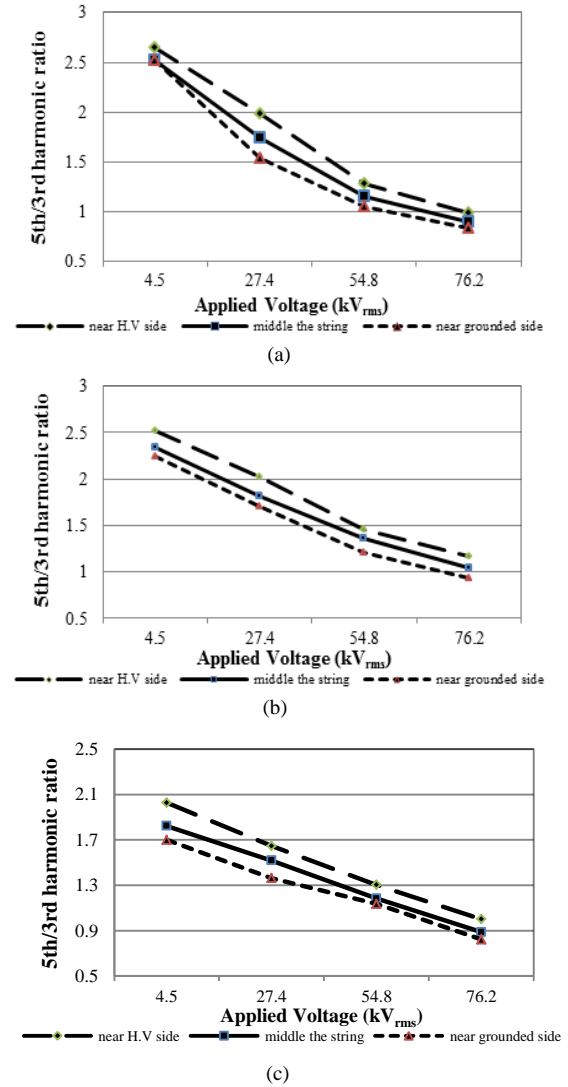 3
2.5
2
1.5
1
0.5
5th/3rd harmonic ratio
4.5 27.4 54.8 76.2
Applied Voltage (kVrms)
near H.V side middle the string near grounded side
(a)
3
2.5
2
1.5
1
0.5
5th/3rd harmonic ratio
4.5 27.4 54.8 76.2
Applied Voltage (kVrms)
near H.V side middle the string near grounded side
(b)
2.5
2.1
1.7
1.3
0.9
0.5
5th/3rd harmonic ratio
4.5 27.4 54.8 76.2
Applied Voltage (kVrms)
near H.V side middle the string near grounded side
(c)